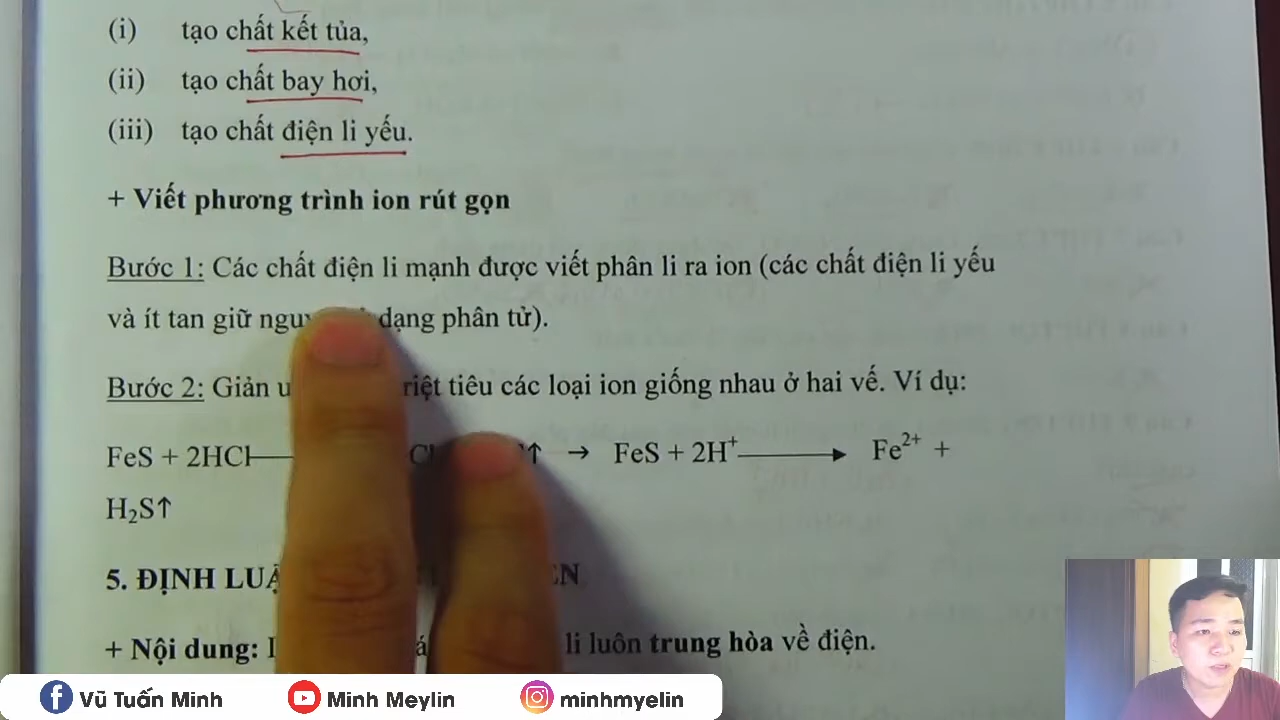 (i) tạo chất kết tủa,
(ii) tạo chất bay hơi,
(iii) tạo chất điện li yếu.
+ Viết phương trình ion rút gọn
Bước 1: Các chất điện li mạnh được viết phân li ra ion (các chất điện li yếu
và ít tan giữ dạng phân tử).
Bước 2: Giản tiêu các loại ion giống nhau ở hai vế. Ví dụ:
FeS + 2HCl ↑ → FeS + 2H⁺ → Fe²⁺ +
H₂S↑
5. ĐỊNH
+ Nội dung: li luôn trung hòa về điện.
Vũ Tuấn Minh Minh Meylin minhmyelin